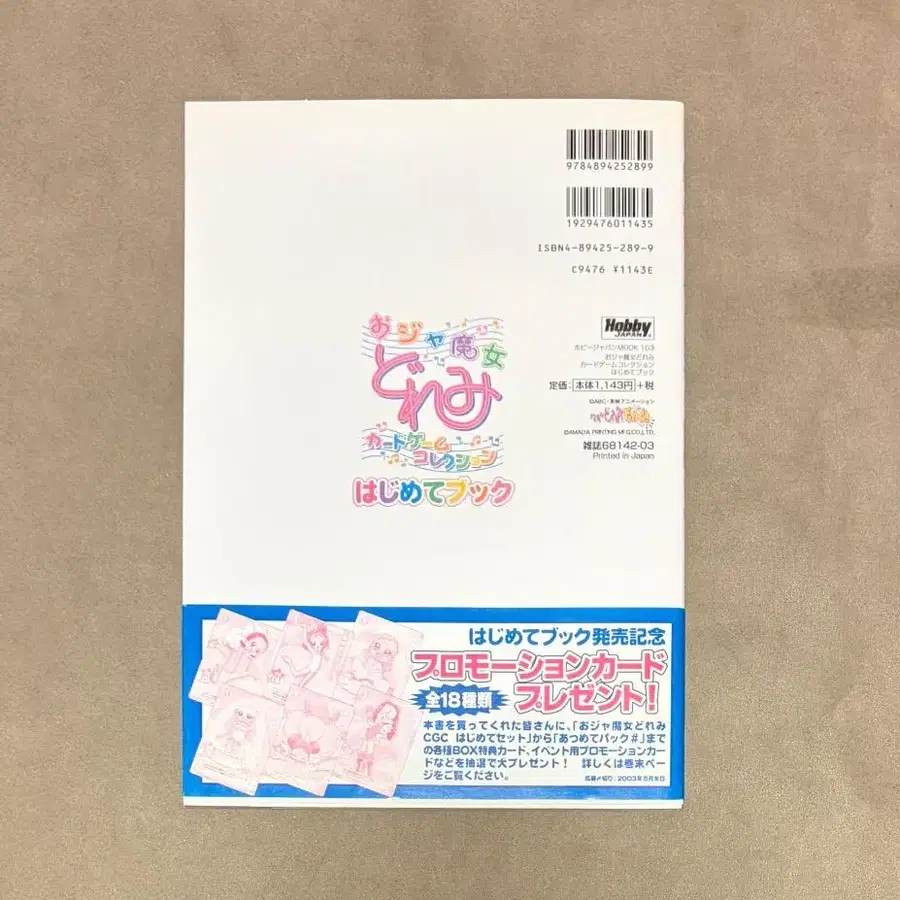 9784894252899
1929476011435
ISBN4-89425-289-9
C9476 ¥1143E
Hobby
JAPAN
ホビージャパンMOOK 163
おジャ魔女どれみ
カードゲームコレクション
はじめてブック
定価：本体1,143円+税
©ABC・東映アニメーション
©AMADA PRINTING MFG.CO.,LTD.
雑誌68142-03
Printed in Japan
おジャ魔女
どれみ
カードゲーム
コレクション
はじめてブック
はじめてブック発売記念
プロモーションカード
全18種類
プレゼント！
本書を買ってくれた皆さんに、「おジャ魔女どれみ
CGC はじめてセット」から「あつめてパック#」まで
の各種BOX特典カード、イベント用プロモーションカー
ドなどを抽選で大プレゼント！ 詳しくは巻末ペー
ジをご覧ください。
応募〆切り：2003年5月末日